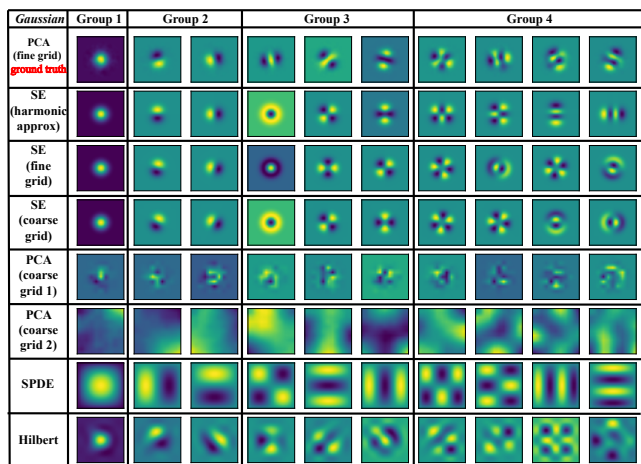 Gaussian Group 1 Group 2 Group 3 Group 4
PCA
(fine grid)
ground truth
SE
(harmonic
approx)
SE
(fine
grid)
SE
(coarse
grid)
PCA
(coarse
grid 1)
PCA
(coarse
grid 2)
SPDE
Hilbert